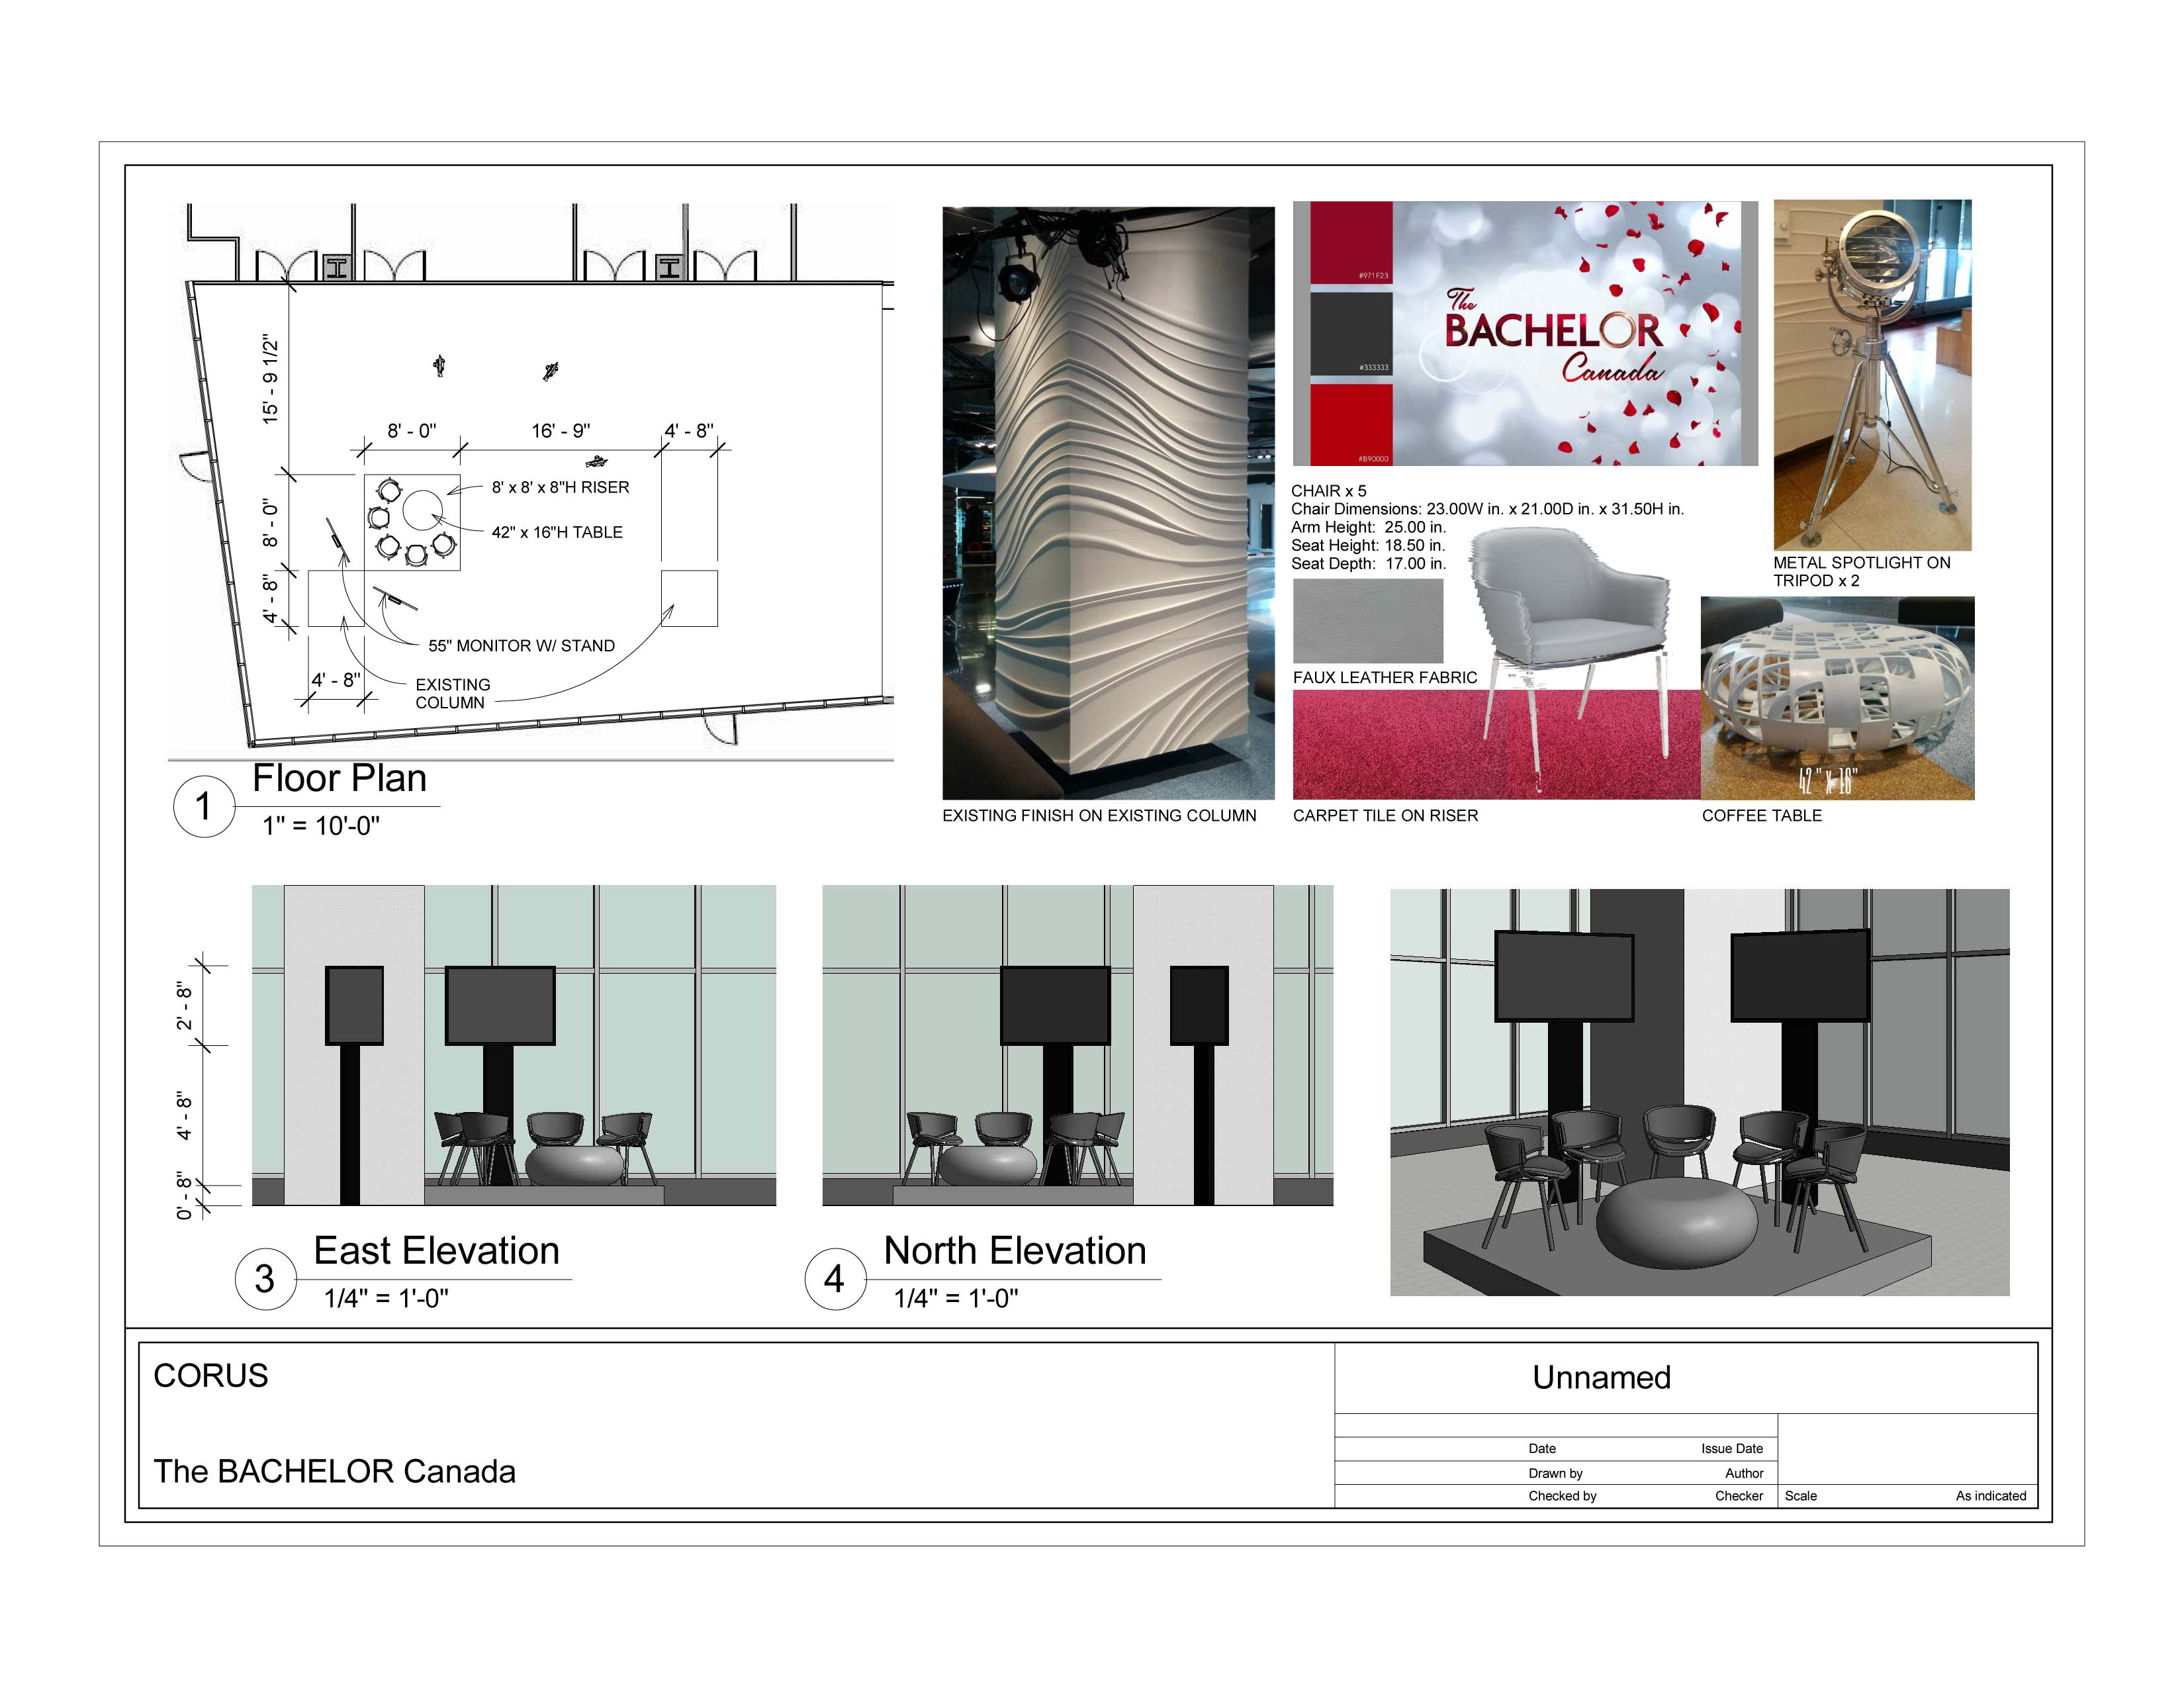 15' - 9 1/2"
8' - 0"
16' - 9"
4' - 8"
8' x 8' x 8"H RISER
8' - 0"
42" x 16"H TABLE
4' - 8"
55" MONITOR W/ STAND
4' - 8"
EXISTING
COLUMN
1
Floor Plan
1" = 10'-0"
EXISTING FINISH ON EXISTING COLUMN
#971F23
#333333
#B90000
The
BACHELOR
Canada
CHAIR x 5
Chair Dimensions: 23.00W in. x 21.00D in. x 31.50H in.
Arm Height: 25.00 in.
Seat Height: 18.50 in.
Seat Depth: 17.00 in.
FAUX LEATHER FABRIC
CARPET TILE ON RISER
METAL SPOTLIGHT ON
TRIPOD x 2
42" x 16"
COFFEE TABLE
2' - 8"
4' - 8"
0' - 8"
3
East Elevation
1/4" = 1'-0"
4
North Elevation
1/4" = 1'-0"
CORUS
The BACHELOR Canada
Unnamed
Date Issue Date
Drawn by Author
Checked by Checker
Scale As indicated